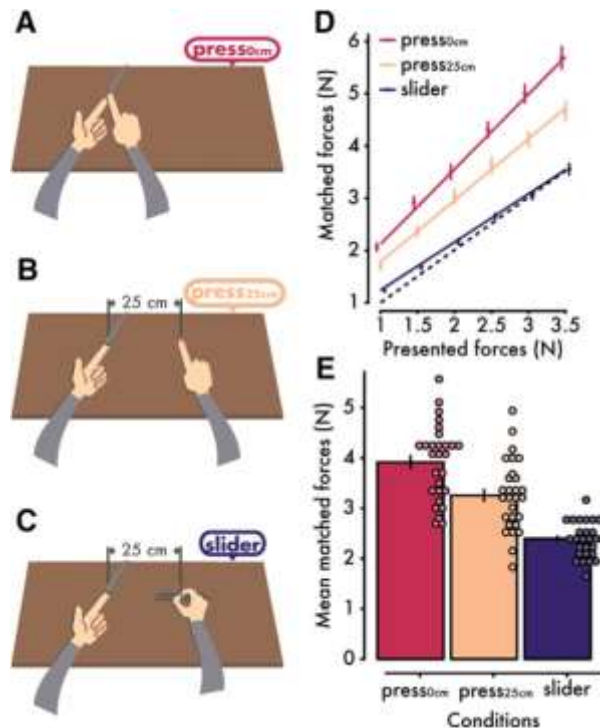 A
press0cm
B
press25cm
25 cm
C
slider
25 cm
D
press0cm
press25cm
slider
Matched forces (N)
6
5
4
3
2
1
1 1.5 2 2.5 3 3.5
Presented forces (N)
E
Mean matched forces (N)
5
4
3
2
1
0
press0cm press25cm slider
Conditions